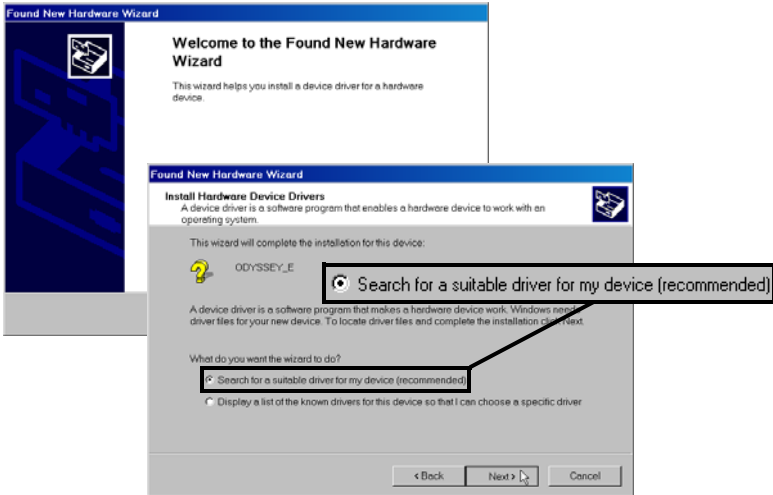 Found New Hardware Wizard
Welcome to the Found New Hardware
Wizard
This wizard helps you install a device driver for a hardware
device.
Found New Hardware Wizard
Install Hardware Device Drivers
A device driver is a software program that enables a hardware device to work with an
operating system.
This wizard will complete the installation for this device:
ODYSSEY_E
Search for a suitable driver for my device (recommended)
A device driver is a software program that makes a hardware device work. Windows needs
driver files for your new device. To locate driver files and complete the installation click Next.
What do you want the wizard to do?
Search for a suitable driver for my device (recommended)
Display a list of the known drivers for this device so that I can choose a specific driver
< Back
Next >
Cancel